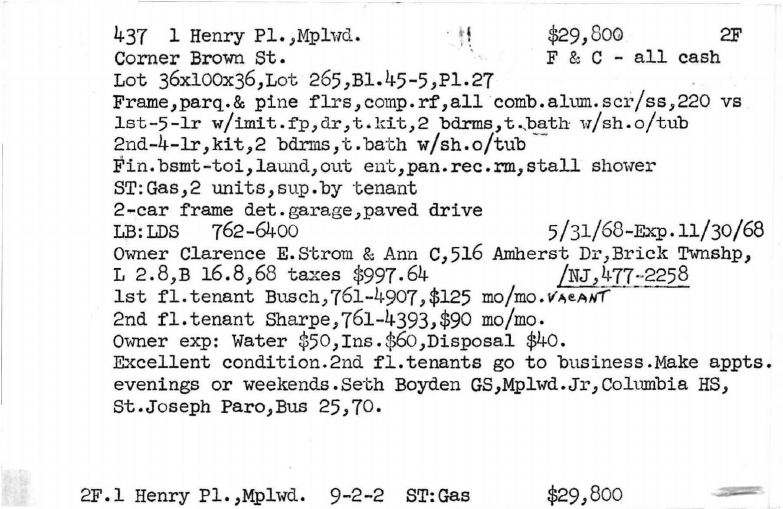 437 1 Henry Pl.,Mplwd. $29,800 2F
Corner Brown St. F & C - all cash
Lot 36x100x36,Lot 265,Bl.45-5,Pl.27
Frame,parq.& pine flrs,comp.rf,all comb.alum.scr/ss,220 vs
1st-5-lr w/imit.fp,dr,t.kit,2 bdrms,t.bath w/sh.o/tub
2nd-4-lr,kit,2 bdrms,t.bath w/sh.o/tub
Fin.bsmt-toi,laund,out ent,pan.rec.rm,stall shower
ST:Gas,2 units,sup.by tenant
2-car frame det.garage,paved drive
LB:LDS 762-6400 5/31/68-Exp.11/30/68
Owner Clarence E.Strom & Ann C,516 Amherst Dr,Brick Twnshp,
L 2.8,B 16.8,68 taxes $997.64 /NJ,477-2258
1st fl.tenant Busch,761-4907,$125 mo/mo.VACANT
2nd fl.tenant Sharpe,761-4393,$90 mo/mo.
Owner exp: Water $50,Ins.$60,Disposal $40.
Excellent condition.2nd fl.tenants go to business.Make appts.
evenings or weekends.Seth Boyden GS,Mplwd.Jr,Columbia HS,
St.Joseph Paro,Bus 25,70.
2F.1 Henry Pl.,Mplwd. 9-2-2 ST:Gas $29,800